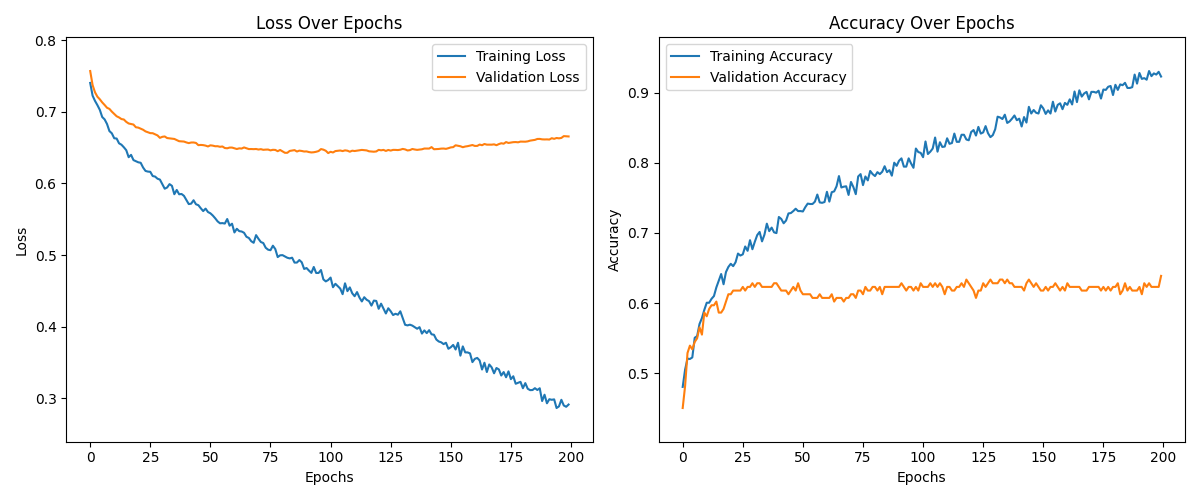 Loss Over Epochs
0.8
0.7
0.6
0.5
0.4
0.3
Loss
Training Loss
Validation Loss
0 25 50 75 100 125 150 175 200
Epochs
Accuracy Over Epochs
0.9
0.8
0.7
0.6
0.5
Accuracy
Training Accuracy
Validation Accuracy
0 25 50 75 100 125 150 175 200
Epochs